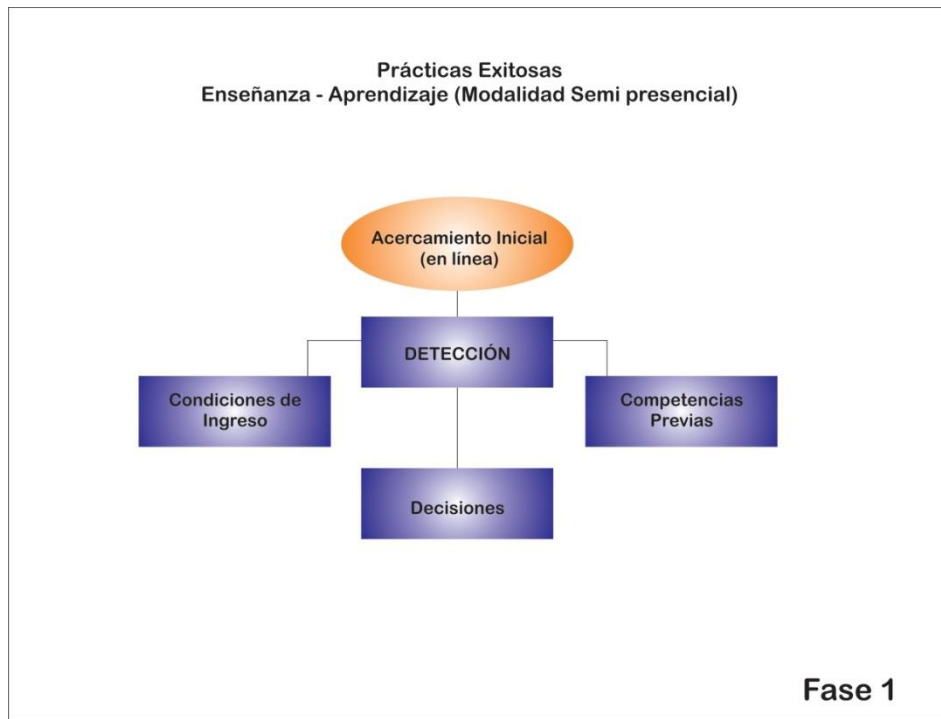 Prácticas Exitosas
Enseñanza - Aprendizaje (Modalidad Semi presencial)
Acercamiento Inicial
(en línea)
DETECCIÓN
Condiciones de
Ingreso
Competencias
Previas
Decisiones
Fase 1